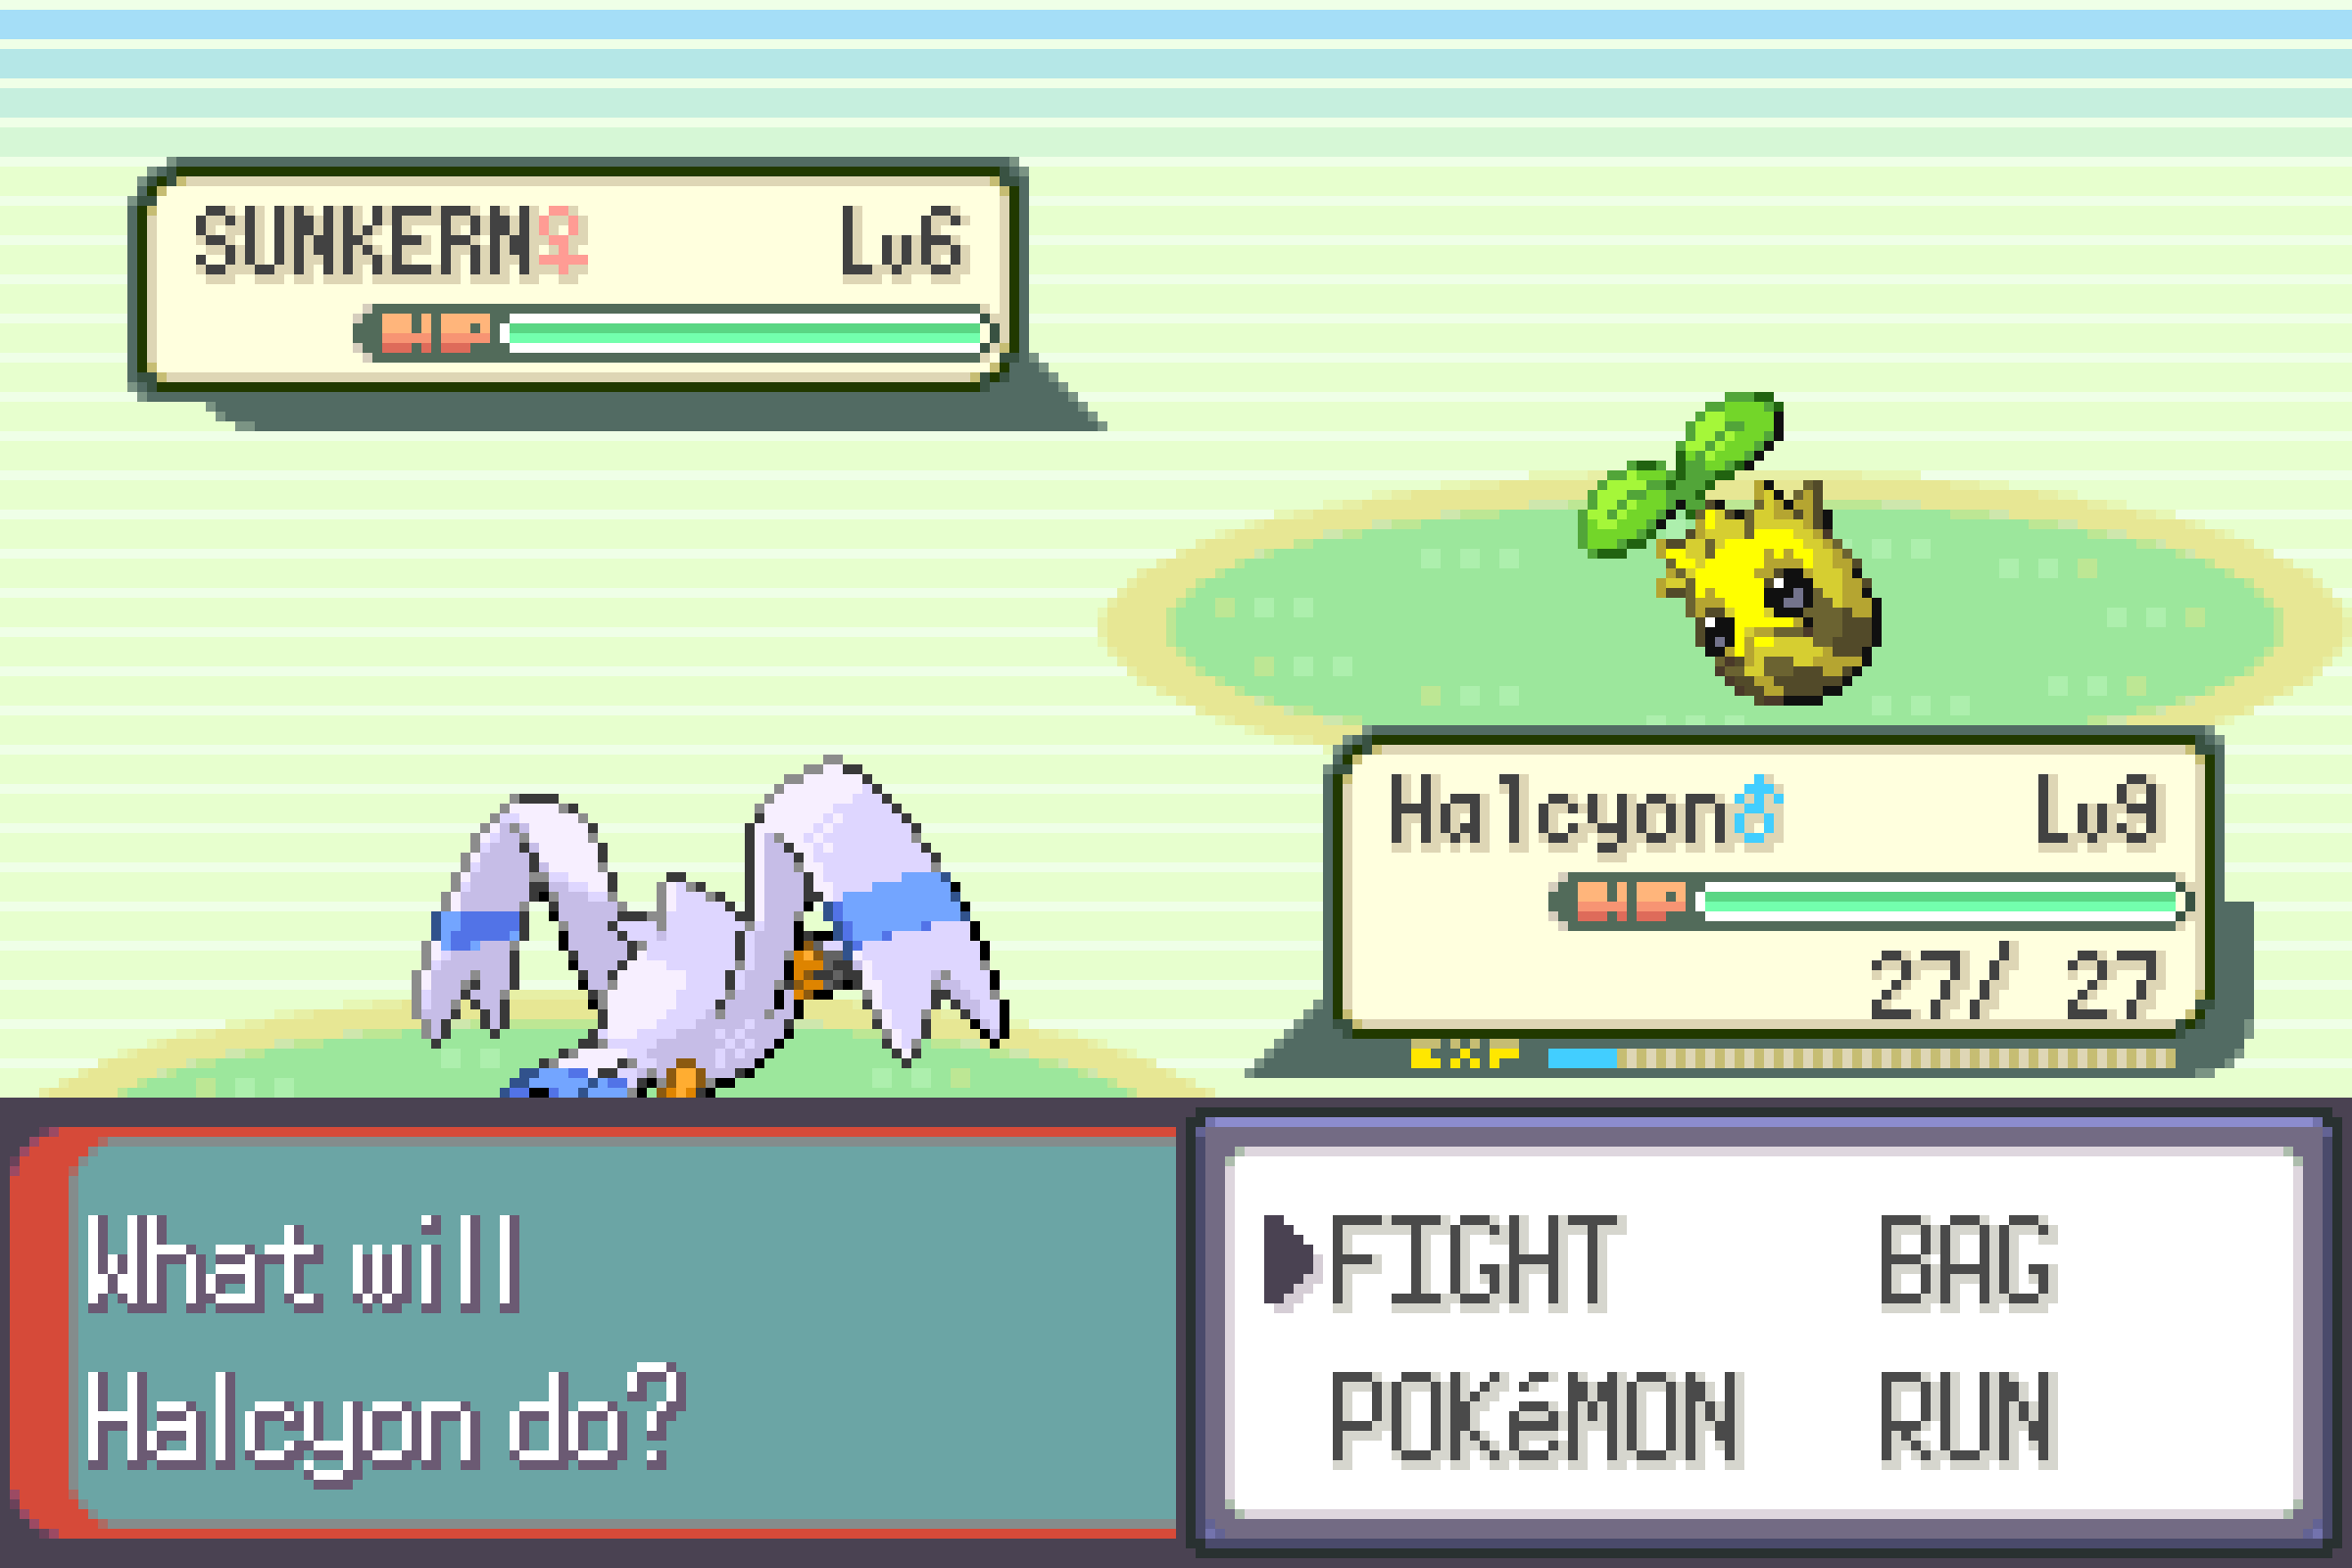 SUNKERN♀ Lv6
HP
Halcyon♂ Lv9
HP
27/ 27
EXP
What will
Halcyon do?
FIGHT BAG
POKéMON RUN